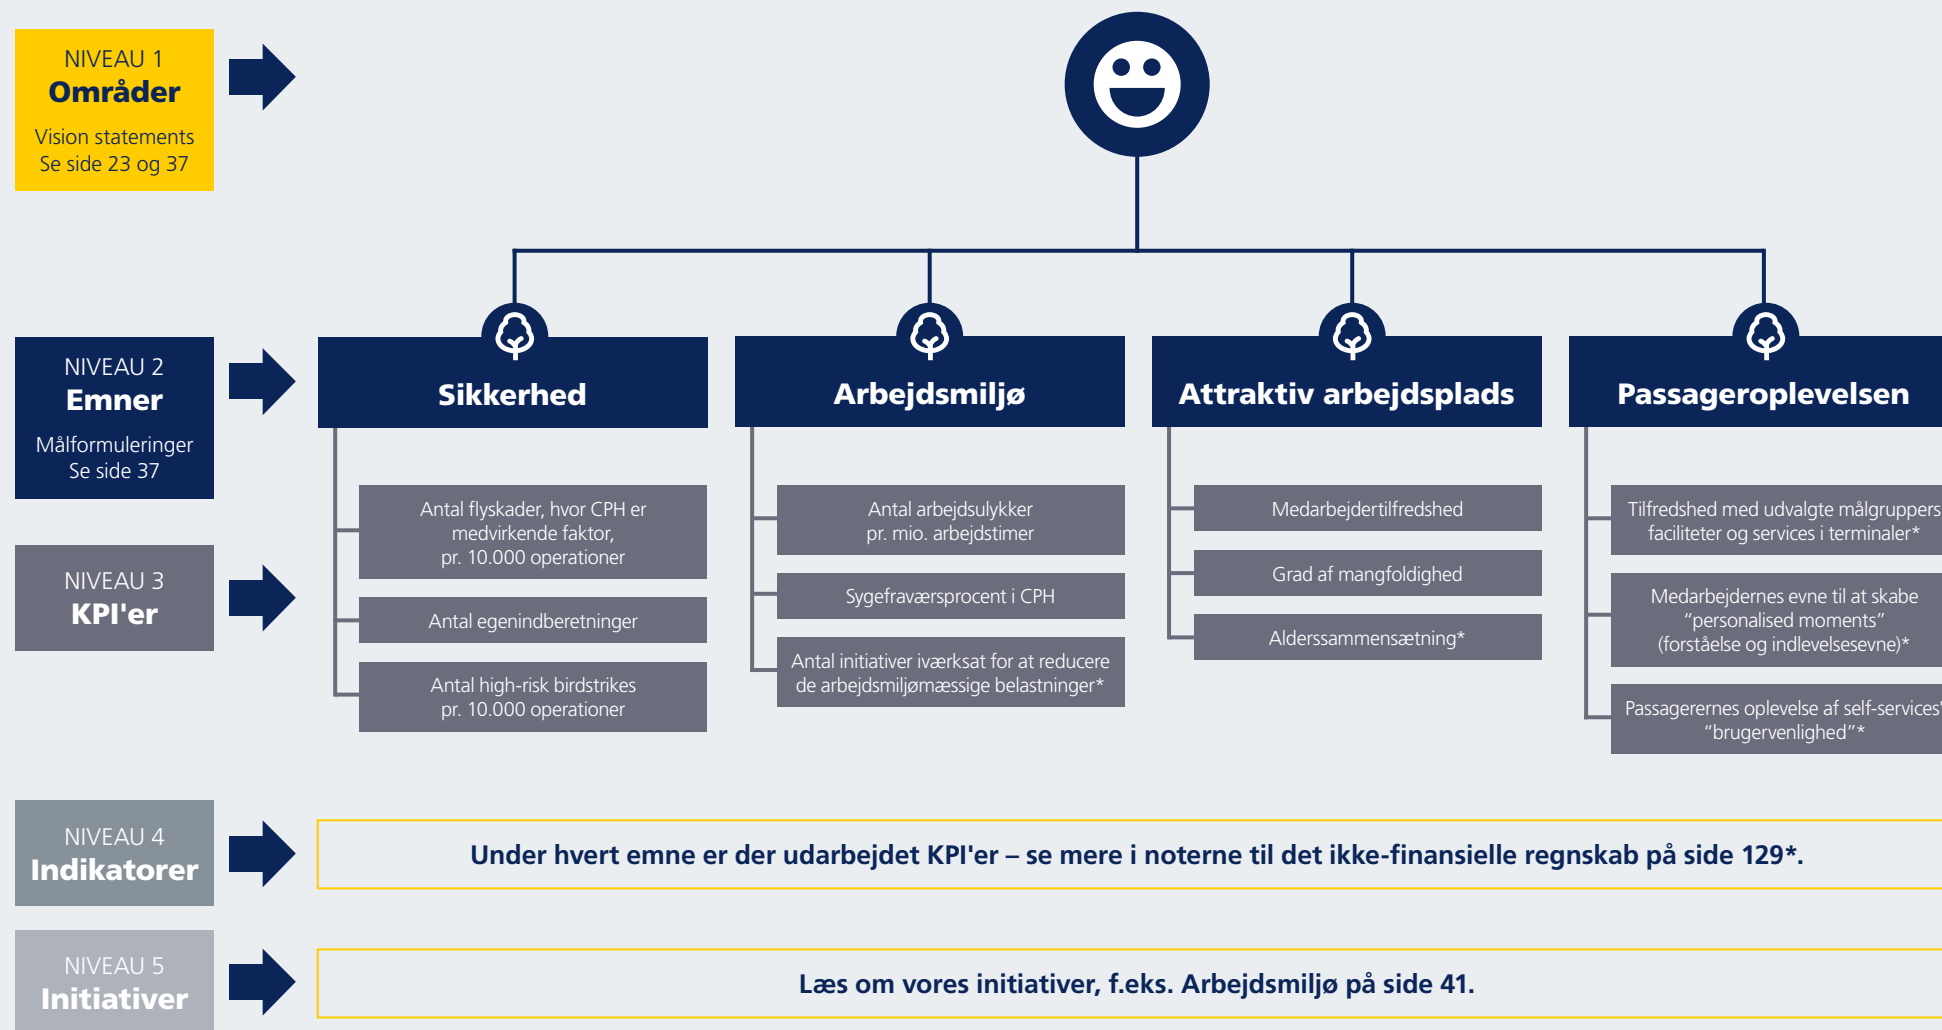 NIVEAU 1
Områder
Vision statements
Se side 23 og 37
NIVEAU 2
Emner
Målformuleringer
Se side 37
Sikkerhed
Arbejdsmiljø
Attraktiv arbejdsplads
Passageroplevelsen
NIVEAU 3
KPI'er
Antal flyskader, hvor CPH er
medvirkende faktor,
pr. 10.000 operationer
Antal egenindberetninger
Antal high-risk birdstrikes
pr. 10.000 operationer
Antal arbejdsulykker
pr. mio. arbejdstimer
Sygefraværsprocent i CPH
Antal initiativer iværksat for at reducere
de arbejdsmiljømæssige belastninger*
Medarbejdertilfredshed
Grad af mangfoldighed
Alderssammensætning*
Tilfredshed med udvalgte målgruppers
faciliteter og services i terminaler*
Medarbejdernes evne til at skabe
“personalised moments”
(forståelse og indlevelsesevne)*
Passagerernes oplevelse af self-services'
“brugervenlighed”*
NIVEAU 4
Indikatorer
Under hvert emne er der udarbejdet KPI'er – se mere i noterne til det ikke-finansielle regnskab på side 129*.
NIVEAU 5
Initiativer
Læs om vores initiativer, f.eks. Arbejdsmiljø på side 41.